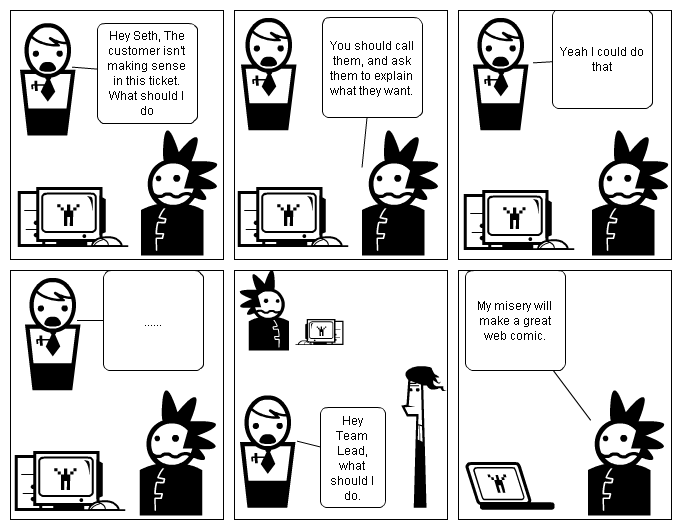 Hey Seth, The
customer isn't
making sense
in this ticket.
What should I
do
You should call
them, and ask
them to explain
what they want.
Yeah I could do
that
......
Hey
Team
Lead,
what
should I
do.
My misery will
make a great
web comic.